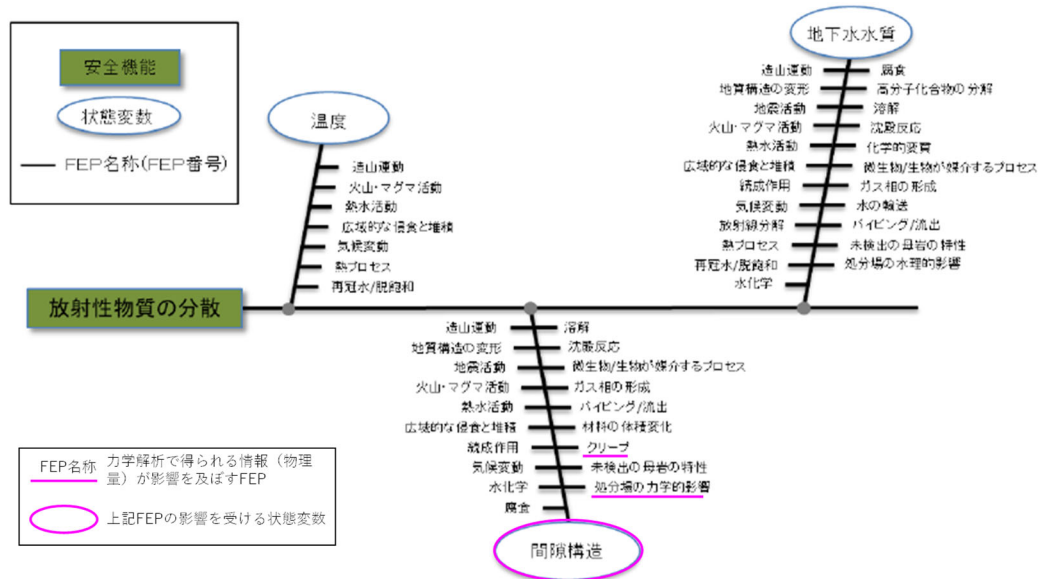 安全機能
状態変数
FEP名称(FEP番号)
温度
造山運動
火山・マグマ活動
熱水活動
広域的な侵食と堆積
気候変動
熱プロセス
再冠水/脱飽和
地下水水質
造山運動
腐食
地質構造の変形
高分子化合物の分解
地震活動
溶解
火山・マグマ活動
沈殿反応
熱水活動
化学的変質
広域的な侵食と堆積
微生物/生物が媒介するプロセス
続成作用
ガス相の形成
気候変動
水の輸送
放射線分解
パイピング/流出
熱プロセス
未検出の母岩の特性
再冠水/脱飽和
処分場の水理的影響
水化学
放射性物質の分散
造山運動
溶解
地質構造の変形
沈殿反応
地震活動
微生物/生物が媒介するプロセス
火山・マグマ活動
ガス相の形成
熱水活動
パイピング/流出
広域的な侵食と堆積
材料の体積変化
続成作用
クリープ
気候変動
未検出の母岩の特性
水化学
処分場の力学的影響
腐食
間隙構造
FEP名称
力学解析で得られる情報（物理
量）が影響を及ぼすFEP
上記FEPの影響を受ける状態変数